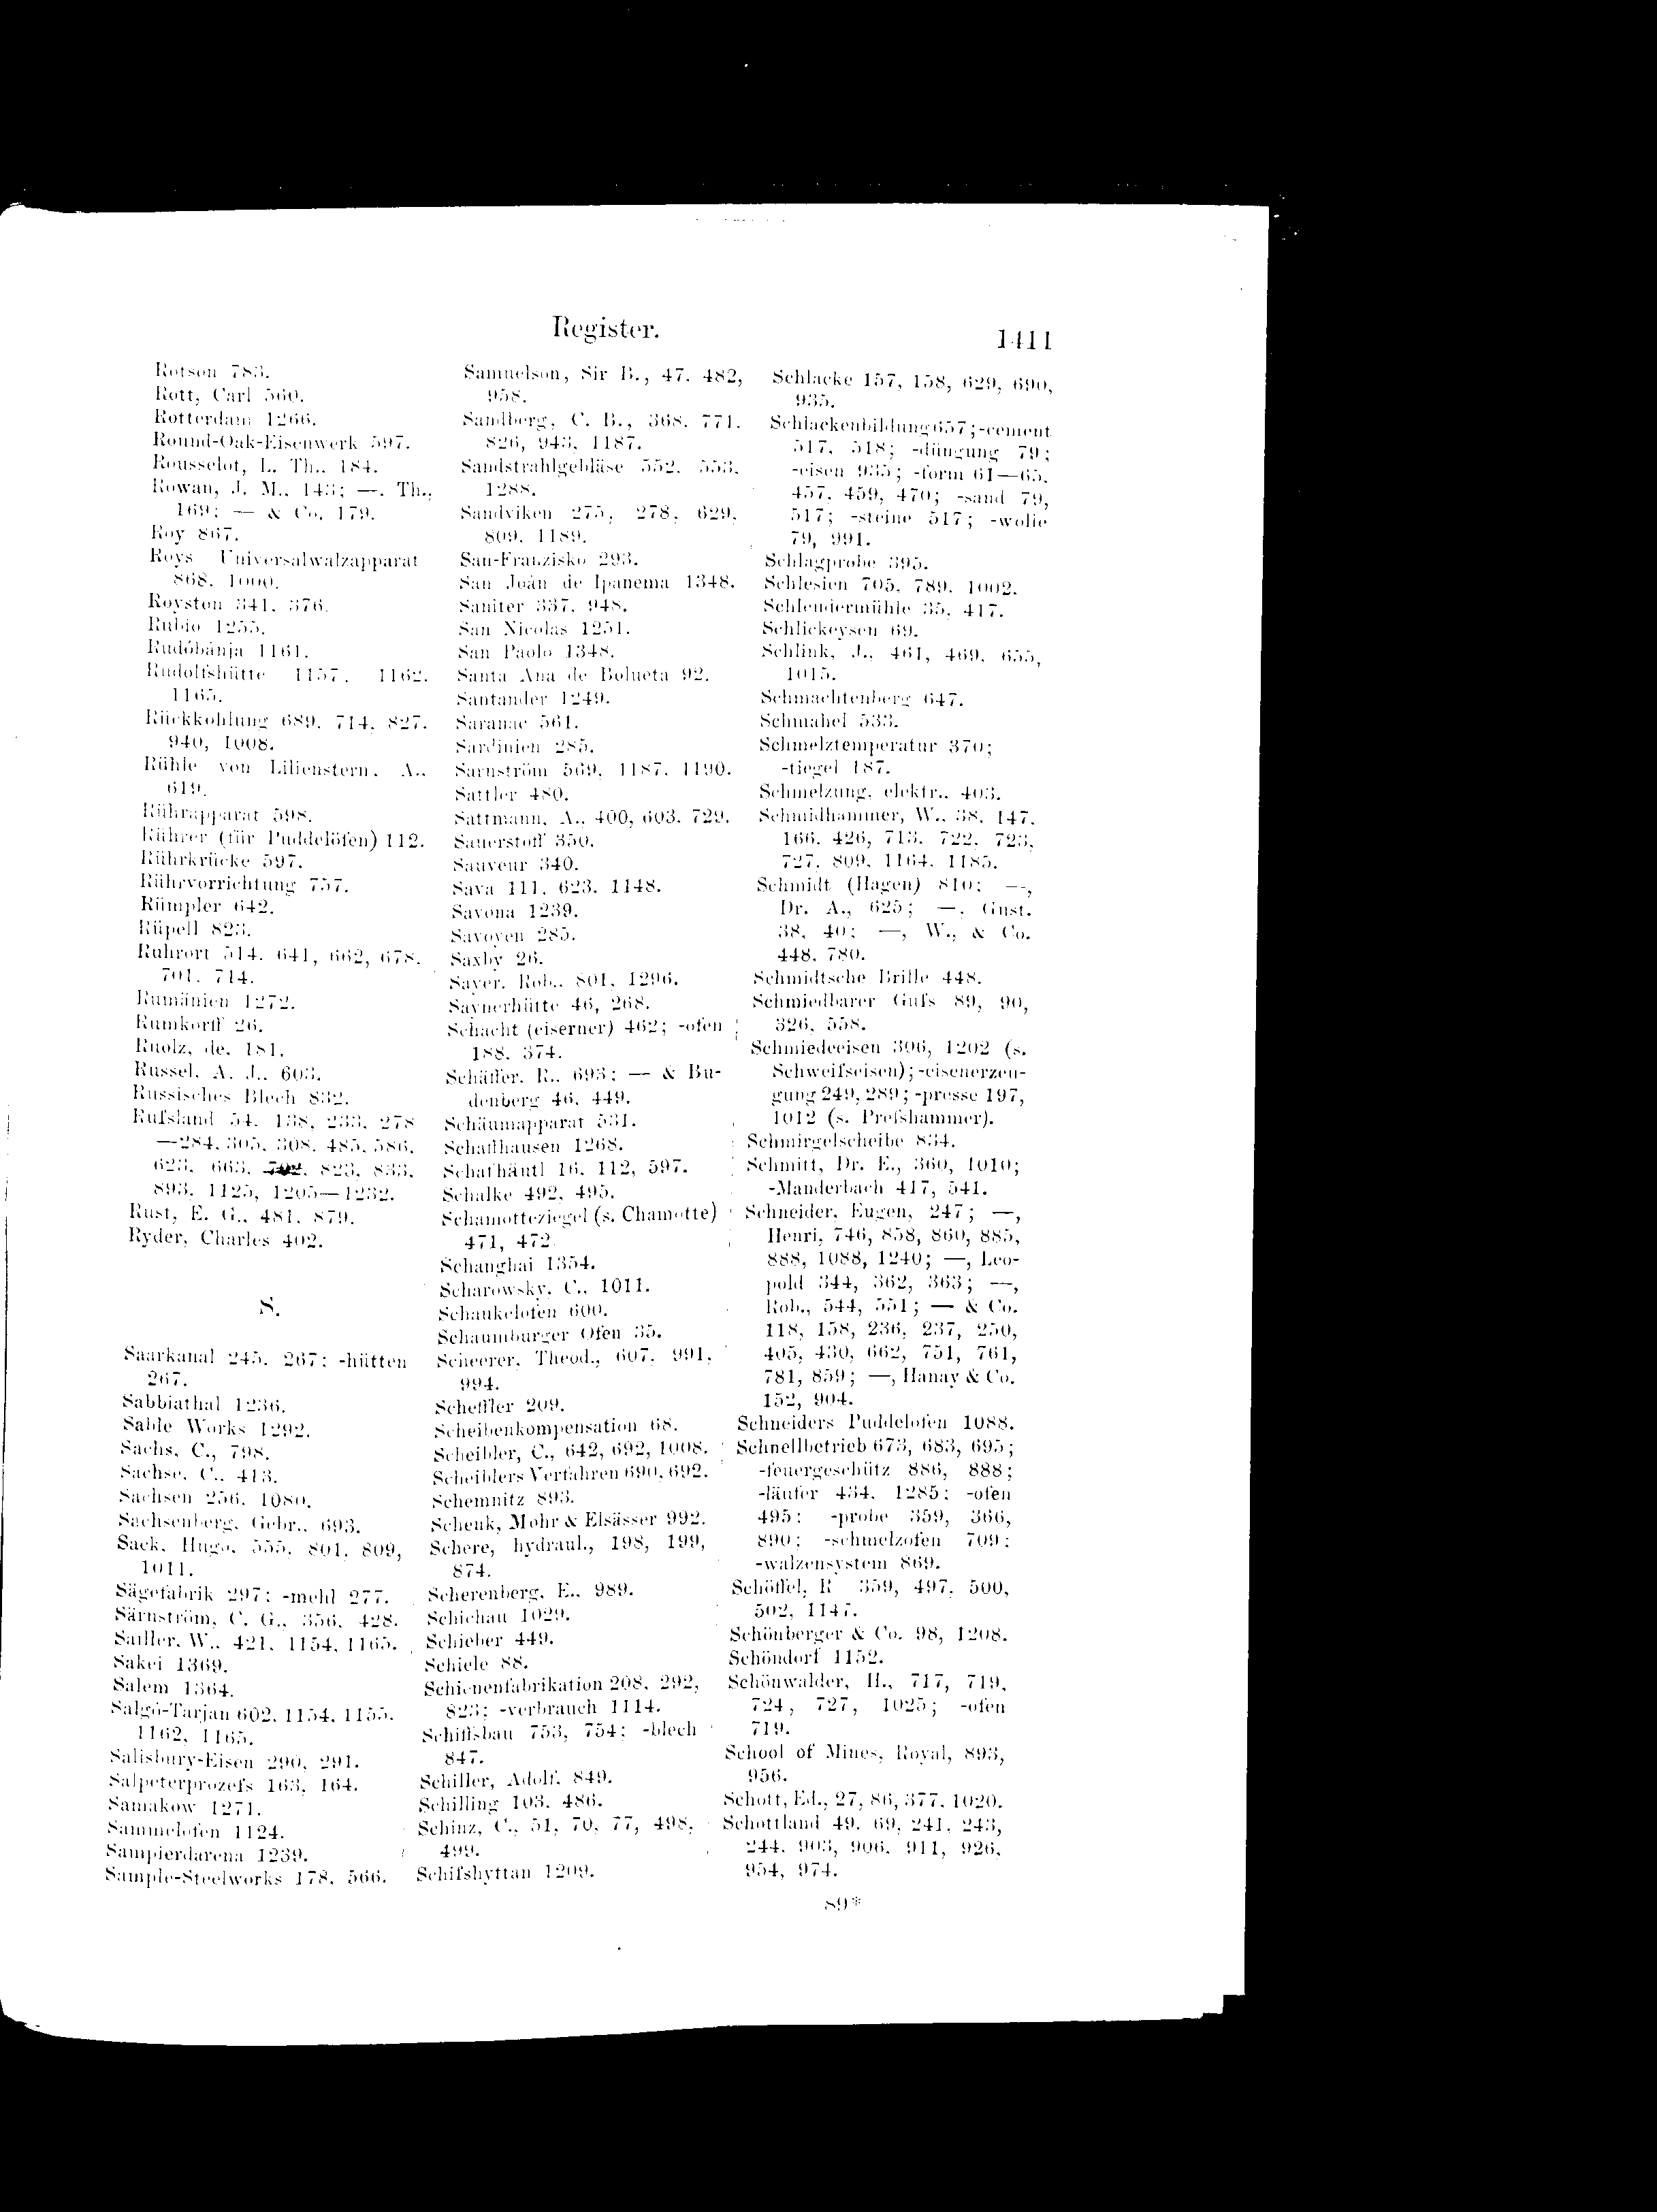 Register.
1411
Rotson 783.
Rott, Carl 560.
Rotterdam 1266.
Round-Oak-Eisenwerk 597.
Rousselot, L. Th., 184.
Rowan, J. M., 143; —, Th.,
169; — & Co. 179.
Roy 867.
Roys Universalwalzapparat
868, 1000.
Royston 341, 376.
Rubio 1255.
Rudóbánja 1161.
Rudolfshütte 1157, 1162,
1165.
Rückkohlung 689, 714, 827,
940, 1008.
Rühle von Lilienstern, A.,
619.
Rührapparat 598.
Rührer (für Puddelöfen) 112.
Rührkrücke 597.
Rührvorrichtung 757.
Rümpler 642.
Rüpell 823.
Ruhrort 514, 641, 662, 678,
701, 714.
Rumänien 1272.
Rumkorff 26.
Ruolz, de, 181.
Russel, A. J., 603.
Russisches Blech 832.
Rufsland 54, 138, 233, 278
—284, 305, 308, 485, 586,
623, 663, 823, 833,
893, 1125, 1205—1232.
Rust, E. G., 481, 879.
Ryder, Charles 402.
S.
Saarkanal 245, 267; -hütten
267.
Sabbiathal 1236.
Sable Works 1292.
Sachs, C., 798.
Sachse, C., 413.
Sachsen 256, 1080.
Sachsenberg, Gebr., 693.
Sack, Hugo, 555, 801, 809,
1011.
Sägefabrik 297; -mehl 277.
Särnström, C. G., 356, 428.
Sailler, W., 421, 1154, 1165.
Sakei 1369.
Salem 1364.
Salgó-Tarjan 602, 1154, 1155,
1162, 1165.
Salisbury-Eisen 290, 291.
Salpeterprozefs 163, 164.
Samakow 1271.
Sammelofen 1124.
Sampierdarena 1239.
Sample-Steelworks 178, 566.
Samuelson, Sir B., 47, 482,
958.
Sandberg, C. B., 368, 771,
826, 943, 1187.
Sandstrahlgebläse 552, 553,
1288.
Sandviken 275, 278, 629,
809, 1189.
San-Franzisko 293.
San Joàn de Ipanema 1348.
Saniter 337, 948.
San Nicolas 1251.
San Paolo 1348.
Santa Ana de Bolueta 92.
Santander 1249.
Saranac 561.
Sardinien 285.
Sarnström 569, 1187, 1190.
Sattler 480.
Sattmann, A., 400, 603, 729.
Sauerstoff 350.
Sauveur 340.
Sava 111, 623, 1148.
Savona 1239.
Savoyen 285.
Saxby 26.
Sayer, Rob., 801, 1296.
Saynerhütte 46, 268.
Schacht (eiserner) 462; -ofen
188, 374.
Schäffer, R., 693; — & Bu-
denberg 46, 449.
Schäumapparat 531.
Schaffhausen 1268.
Schafhäutl 16, 112, 597.
Schalke 492, 495.
Schamotteziegel (s. Chamotte)
471, 472.
Schanghai 1354.
Scharowsky, C., 1011.
Schaukelofen 600.
Schaumburger Ofen 35.
Scheerer, Theod., 607, 991,
994.
Scheffler 209.
Scheibenkompensation 68.
Scheibler, C., 642, 692, 1008.
Scheiblers Verfahren 690, 692.
Schemnitz 893.
Schenk, Mohr & Elsässer 992.
Schere, hydraul., 198, 199,
874.
Scherenberg, E., 989.
Schichau 1029.
Schieber 449.
Schiele 88.
Schienenfabrikation 208, 292,
823; -verbrauch 1114.
Schiffsbau 753, 754; -blech
847.
Schiller, Adolf, 849.
Schilling 103, 486.
Schinz, C., 51, 70, 77, 498,
499.
Schifshyttan 1209.
Schlacke 157, 158, 629, 690,
935.
Schlackenbildung 657; -cement
517, 518; -düngung 79;
-eisen 935; -form 61—65,
457, 459, 470; -sand 79,
517; -steine 517; -wolle
79, 991.
Schlagprobe 395.
Schlesien 705, 789, 1002.
Schleudermühle 35, 417.
Schlickeysen 69.
Schlink, J., 461, 469, 655,
1015.
Schmachtenberg 647.
Schmahel 533.
Schmelztemperatur 370;
-tiegel 187.
Schmelzung, elektr., 403.
Schmidhammer, W., 38, 147,
166, 426, 713, 722, 723,
727, 809, 1164, 1185.
Schmidt (Hagen) 810; —,
Dr. A., 625; —, Gust.
38, 40; —, W., & Co.
448, 780.
Schmidtsche Brille 448.
Schmiedbarer Gufs 89, 90,
326, 558.
Schmiedeeisen 306, 1202 (s.
Schweifseisen); -eisenerzeu-
gung 249, 289; -presse 197,
1012 (s. Prefshammer).
Schmirgelscheibe 834.
Schmitt, Dr. E., 360, 1010;
-Manderbach 417, 541.
Schneider, Eugen, 247; —,
Henri, 746, 858, 860, 885,
888, 1088, 1240; —, Leo-
pold 344, 362, 363; —,
Rob., 544, 551; — & Co.
118, 158, 236, 237, 250,
405, 430, 662, 751, 761,
781, 859; —, Hanay & Co.
152, 904.
Schneiders Puddelofen 1088.
Schnellbetrieb 673, 683, 695;
-feuergeschütz 886, 888;
-läufer 434, 1285; -ofen
495; -probe 359, 366,
890; -schmelzofen 709;
-walzensystem 869.
Schöffel, R 359, 497, 500,
502, 1147.
Schönberger & Co. 98, 1208.
Schöndorf 1152.
Schönwalder, H., 717, 719,
724, 727, 1025; -ofen
719.
School of Mines, Royal, 893,
956.
Schott, Ed., 27, 86, 377, 1020.
Schottland 49, 69, 241, 243,
244, 903, 906, 911, 926,
954, 974.
89*